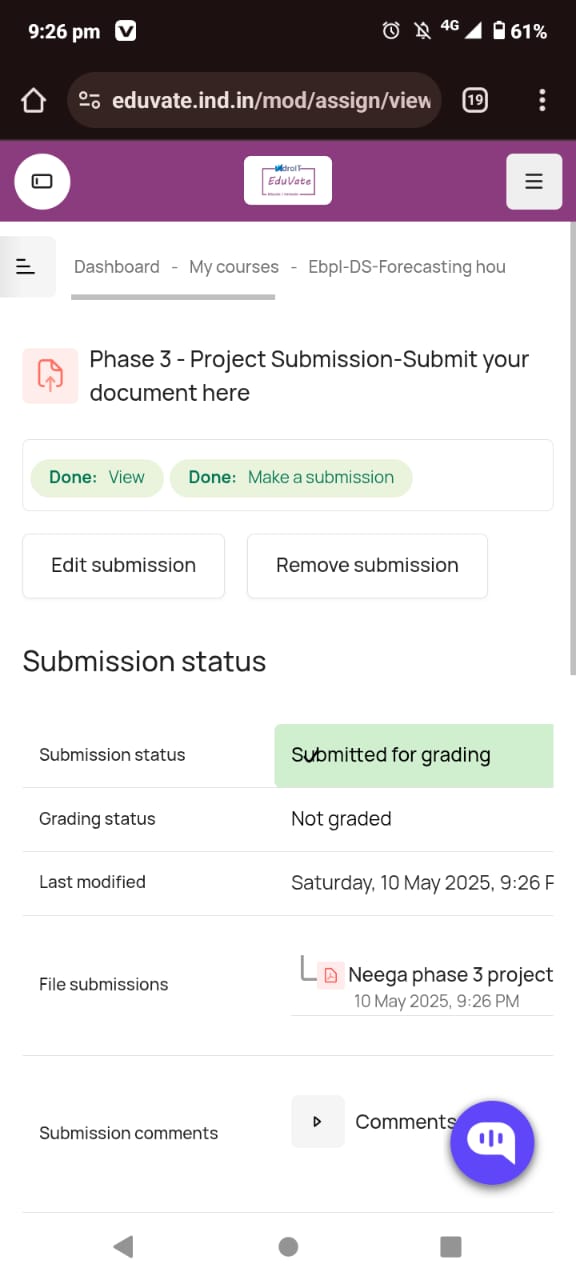 9:26 pm
4G
61%
eduvate.ind.in/mod/assign/view
19
EduVate
Dashboard - My courses - Ebpl-DS-Forecasting hou
Phase 3 - Project Submission-Submit your
document here
Done: View
Done: Make a submission
Edit submission
Remove submission
Submission status
Submission status
Submitted for grading
Grading status
Not graded
Last modified
Saturday, 10 May 2025, 9:26 P
File submissions
Neega phase 3 project
10 May 2025, 9:26 PM
Submission comments
Comments